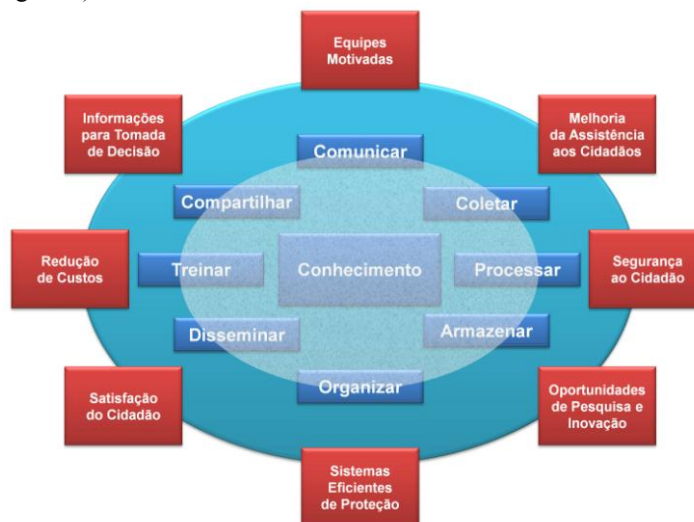 Equipes
Motivadas
Informações
para Tomada
de Decisão
Melhoria
da Assistência
aos Cidadãos
Comunicar
Compartilhar
Coletar
Redução
de Custos
Treinar
Conhecimento
Processar
Segurança
ao Cidadão
Disseminar
Armazenar
Organizar
Satisfação
do Cidadão
Oportunidades
de Pesquisa e
Inovação
Sistemas
Eficientes
de Proteção